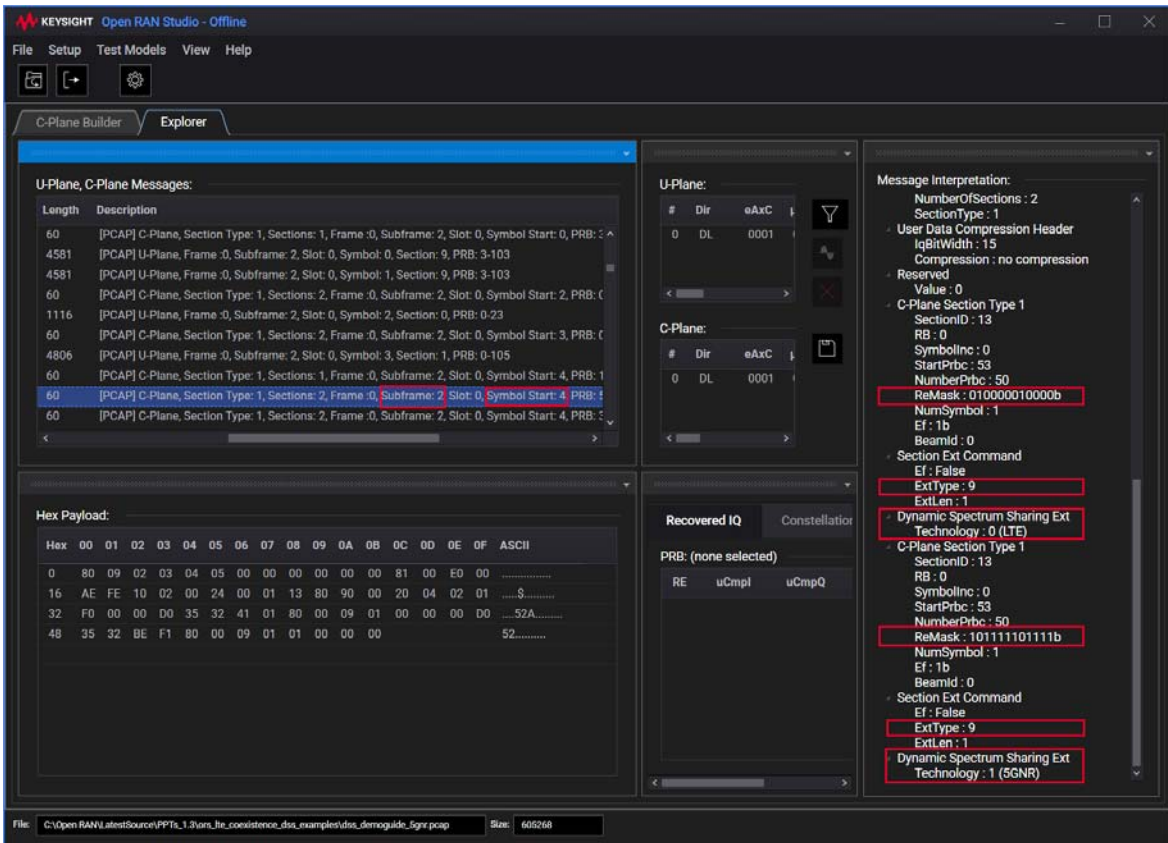 KEYSIGHT Open RAN Studio - Offline
File Setup Test Models View Help
C-Plane Builder Explorer
U-Plane, C-Plane Messages:
Length Description
60 [PCAP] C-Plane, Section Type: 1, Sections: 1, Frame :0, Subframe: 2, Slot: 0, Symbol Start: 0, PRB: 3
4581 [PCAP] U-Plane, Frame :0, Subframe: 2, Slot: 0, Symbol: 0, Section: 9, PRB: 3-103
4581 [PCAP] U-Plane, Frame :0, Subframe: 2, Slot: 0, Symbol: 1, Section: 9, PRB: 3-103
60 [PCAP] C-Plane, Section Type: 1, Sections: 2, Frame :0, Subframe: 2, Slot: 0, Symbol Start: 2, PRB: 0
1116 [PCAP] U-Plane, Frame :0, Subframe: 2, Slot: 0, Symbol: 2, Section: 0, PRB: 0-23
60 [PCAP] C-Plane, Section Type: 1, Sections: 2, Frame :0, Subframe: 2, Slot: 0, Symbol Start: 3, PRB: 0
4806 [PCAP] U-Plane, Frame :0, Subframe: 2, Slot: 0, Symbol: 3, Section: 1, PRB: 0-105
60 [PCAP] C-Plane, Section Type: 1, Sections: 1, Frame :0, Subframe: 2, Slot: 0, Symbol Start: 4, PRB: 1
60 [PCAP] C-Plane, Section Type: 1, Sections: 2, Frame :0, Subframe: 2, Slot: 0, Symbol Start: 4, PRB: 5
60 [PCAP] C-Plane, Section Type: 1, Sections: 2, Frame :0, Subframe: 2, Slot: 0, Symbol Start: 4, PRB: 3
U-Plane:
# Dir eAxC μ
0 DL 0001
C-Plane:
# Dir eAxC μ
0 DL 0001
Hex Payload:
Hex 00 01 02 03 04 05 06 07 08 09 0A 0B 0C 0D 0E 0F ASCII
0 80 09 02 03 04 05 00 00 00 00 00 00 81 00 E0 00 ................
16 AE FE 10 02 00 24 00 01 13 80 90 00 20 04 02 01 .....$..........
32 F0 00 00 D0 35 32 41 01 80 00 09 01 00 00 00 D0 ....52A.........
48 35 32 BE F1 80 00 09 01 01 00 00 00 52..........
Recovered IQ Constellation
PRB: (none selected)
RE uCmpI uCmpQ
Message Interpretation:
NumberOfSections : 2
SectionType : 1
User Data Compression Header
IqBitWidth : 15
Compression : no compression
Reserved
Value : 0
C-Plane Section Type 1
SectionID : 13
RB : 0
SymbolInc : 0
StartPrbc : 53
NumberPrbc : 50
ReMask : 010000010000b
NumSymbol : 1
Ef : 1b
BeamId : 0
Section Ext Command
Ef : False
ExtType : 9
ExtLen : 1
Dynamic Spectrum Sharing Ext
Technology : 0 (LTE)
C-Plane Section Type 1
SectionID : 13
RB : 0
SymbolInc : 0
StartPrbc : 53
NumberPrbc : 50
ReMask : 101111101111b
NumSymbol : 1
Ef : 1b
BeamId : 0
Section Ext Command
Ef : False
ExtType : 9
ExtLen : 1
Dynamic Spectrum Sharing Ext
Technology : 1 (5GNR)
File: C:\Open RAN\LatestSource\PPTs_1.3\ors_lte_coexistence_dss_examples\dss_demoguide_5gnr.pcap Size: 605268